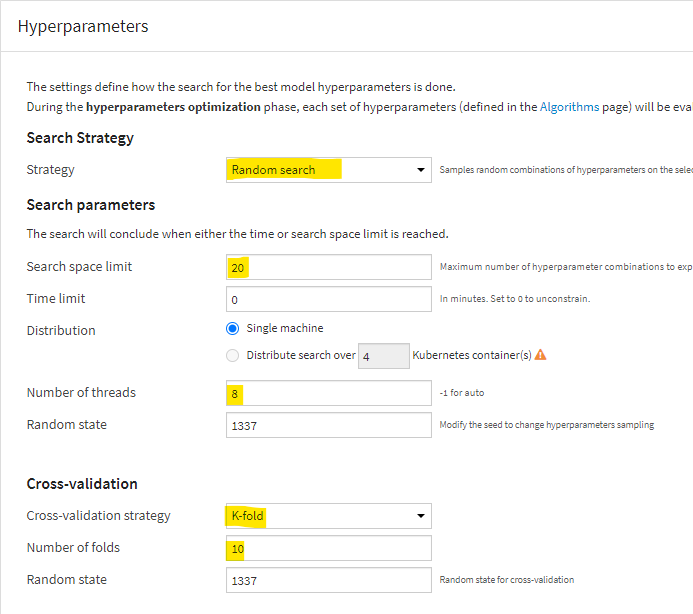 Hyperparameters
The settings define how the search for the best model hyperparameters is done.
During the hyperparameters optimization phase, each set of hyperparameters (defined in the Algorithms page) will be eval
Search Strategy
Strategy Random search Samples random combinations of hyperparameters on the selec
Search parameters
The search will conclude when either the time or search space limit is reached.
Search space limit 20 Maximum number of hyperparameter combinations to exp
Time limit 0 In minutes. Set to 0 to unconstrain.
Distribution Single machine
Distribute search over 4 Kubernetes container(s)
Number of threads 8 -1 for auto
Random state 1337 Modify the seed to change hyperparameters sampling
Cross-validation
Cross-validation strategy K-fold
Number of folds 10
Random state 1337 Random state for cross-validation